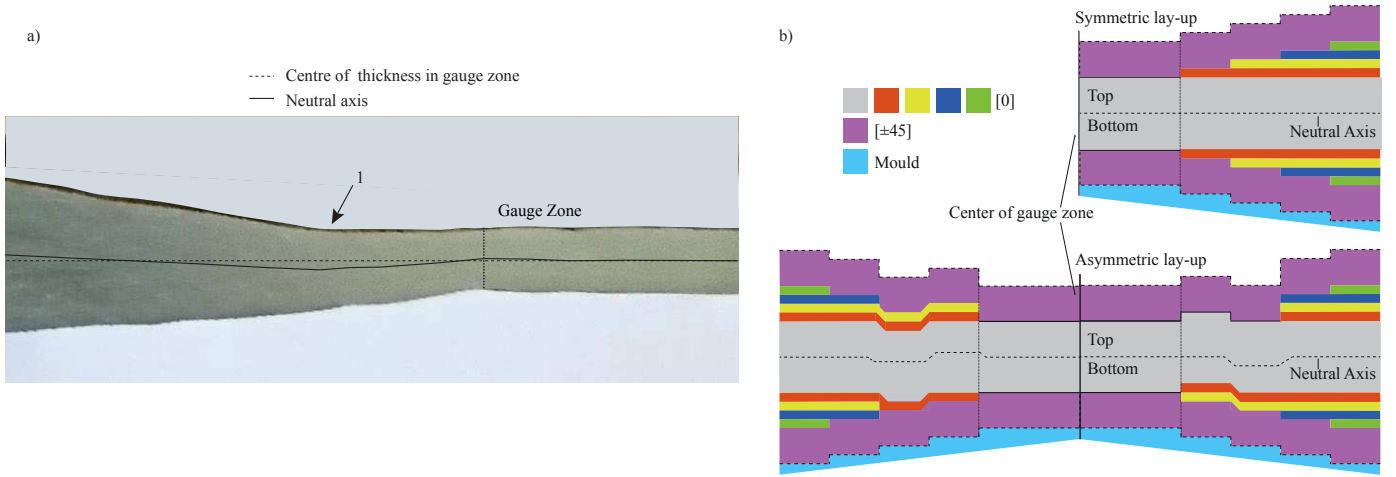 a)
Centre of thickness in gauge zone
Neutral axis
1
Gauge Zone
b)
Symmetric lay-up
[0]
[±45]
Mould
Top
Bottom
Neutral Axis
Center of gauge zone
Asymmetric lay-up
Top
Bottom
Neutral Axis